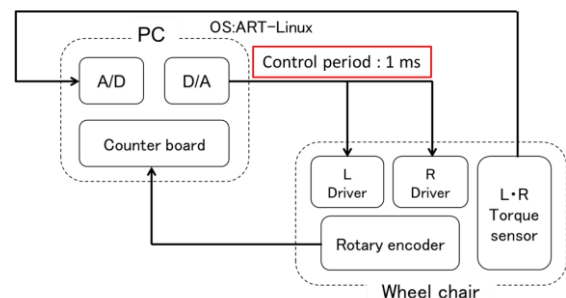 OS:ART-Linux
PC
Control period : 1 ms
A/D
D/A
Counter board
L
Driver
R
Driver
L・R
Torque
sensor
Rotary encoder
Wheel chair